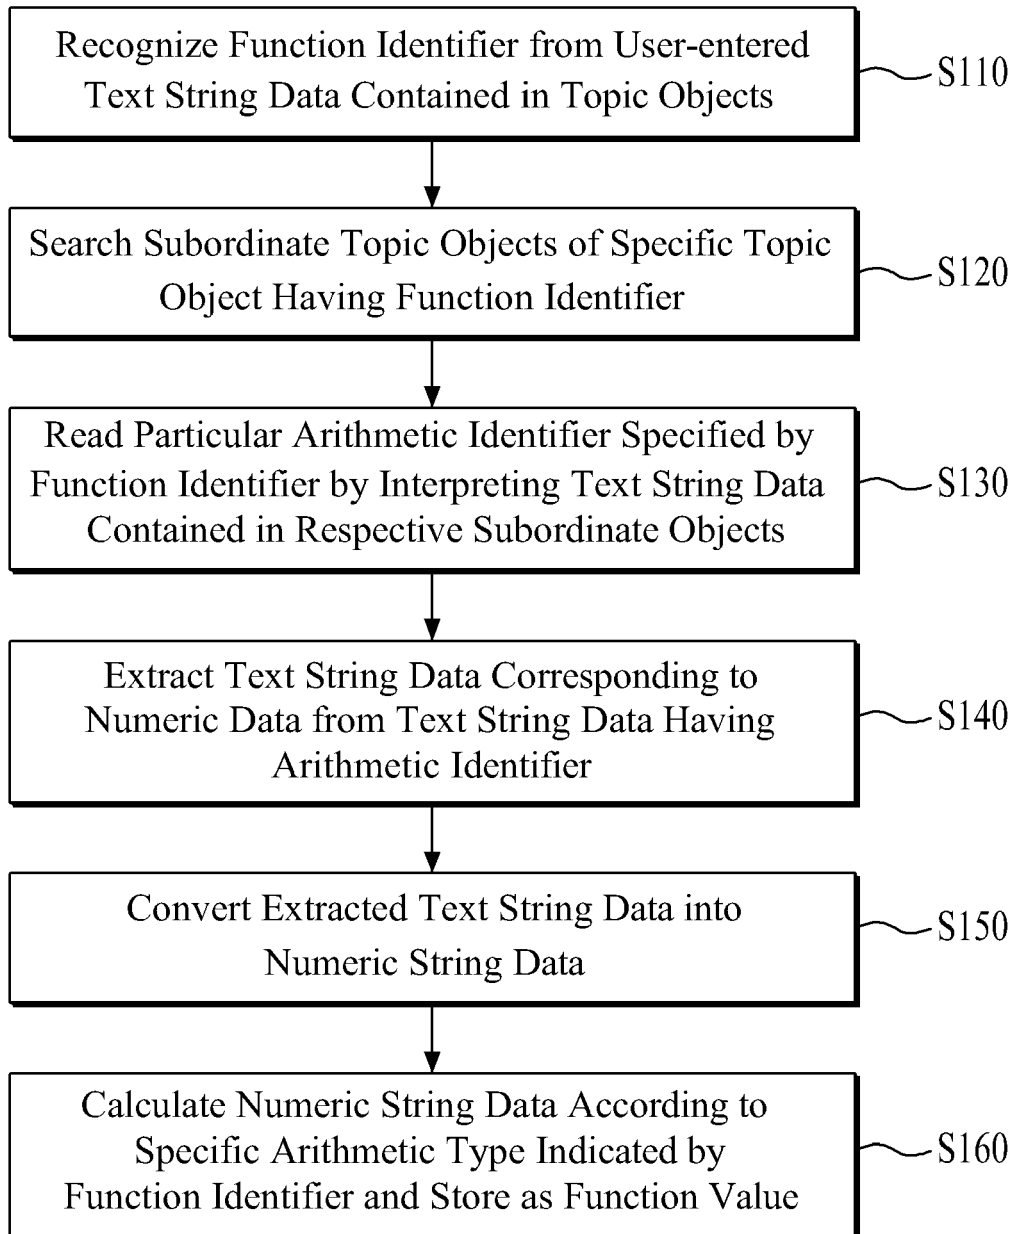 Recognize Function Identifier from User-entered
Text String Data Contained in Topic Objects
S110
Search Subordinate Topic Objects of Specific Topic
Object Having Function Identifier
S120
Read Particular Arithmetic Identifier Specified by
Function Identifier by Interpreting Text String Data
Contained in Respective Subordinate Objects
S130
Extract Text String Data Corresponding to
Numeric Data from Text String Data Having
Arithmetic Identifier
S140
Convert Extracted Text String Data into
Numeric String Data
S150
Calculate Numeric String Data According to
Specific Arithmetic Type Indicated by
Function Identifier and Store as Function Value
S160